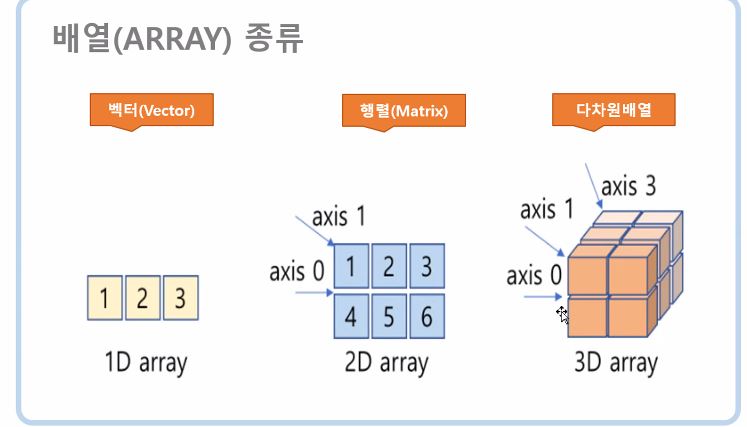 배열(ARRAY) 종류
벡터(Vector)
행렬(Matrix)
다차원배열
axis 1
axis 0
1 2 3
4 5 6
axis 3
axis 1
axis 0
1 2 3
1D array
2D array
3D array